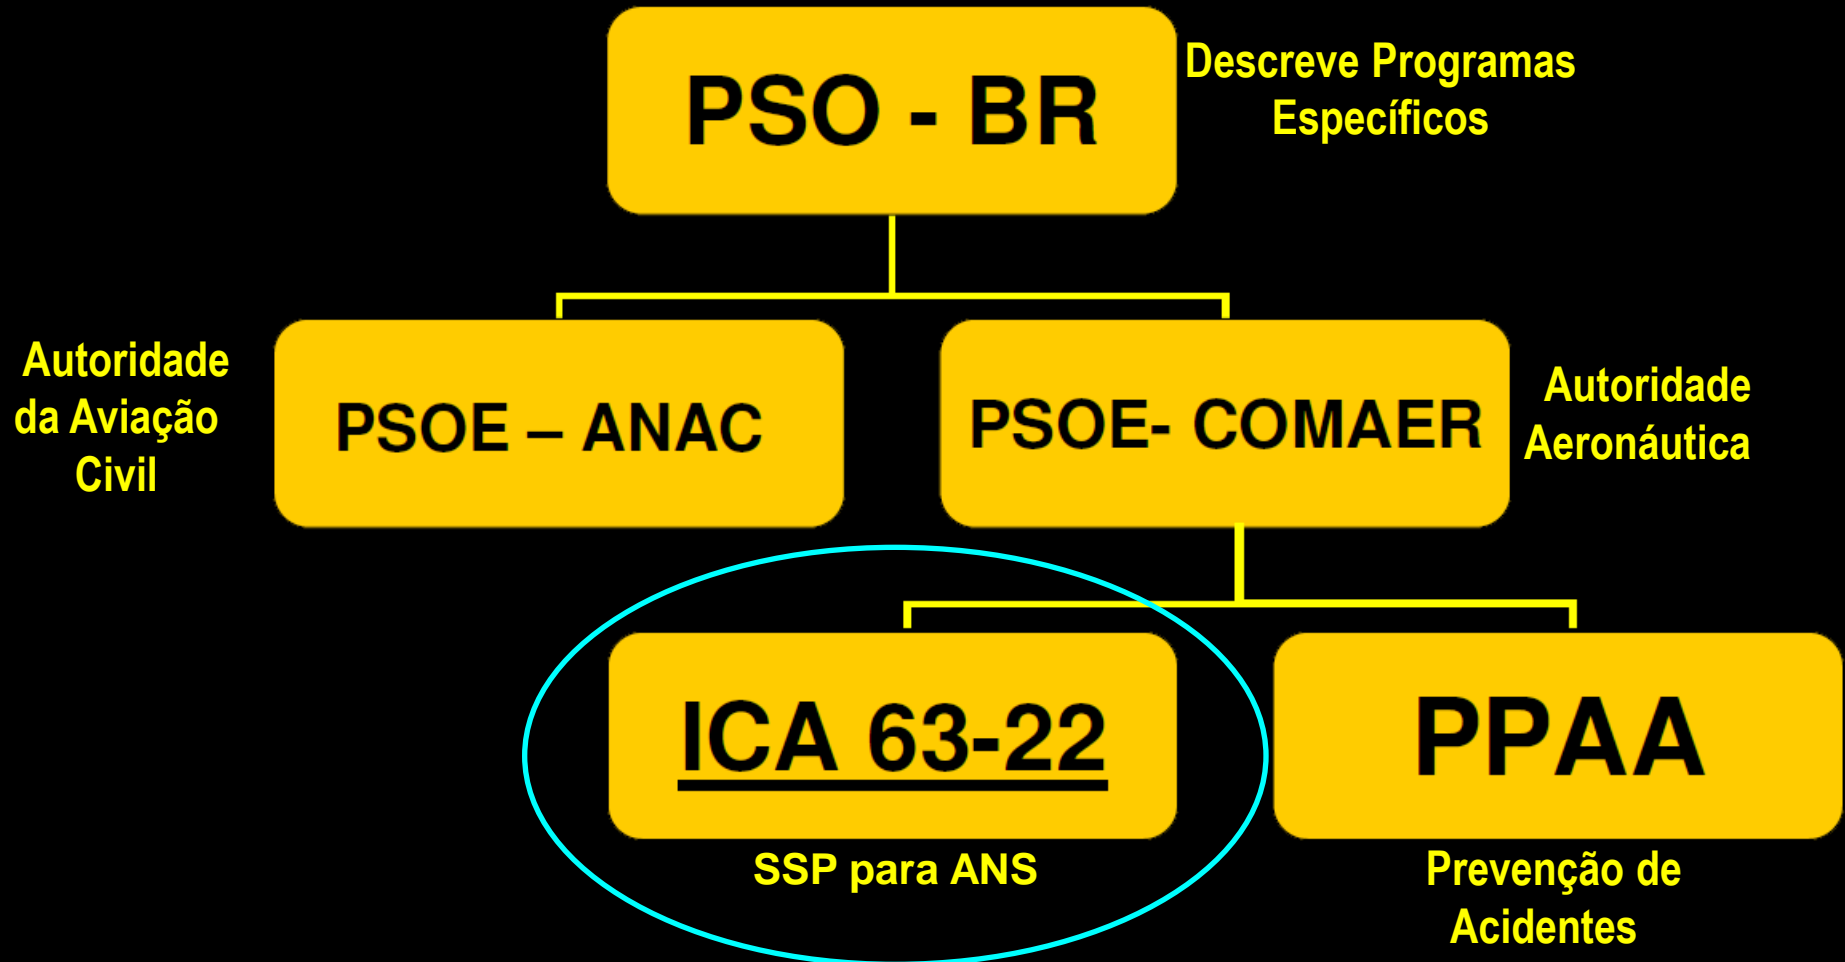 PSO - BR
Descreve Programas
Específicos
Autoridade
da Aviação
Civil
PSOE – ANAC
PSOE- COMAER
Autoridade
Aeronáutica
ICA 63-22
SSP para ANS
PPAA
Prevenção de
Acidentes